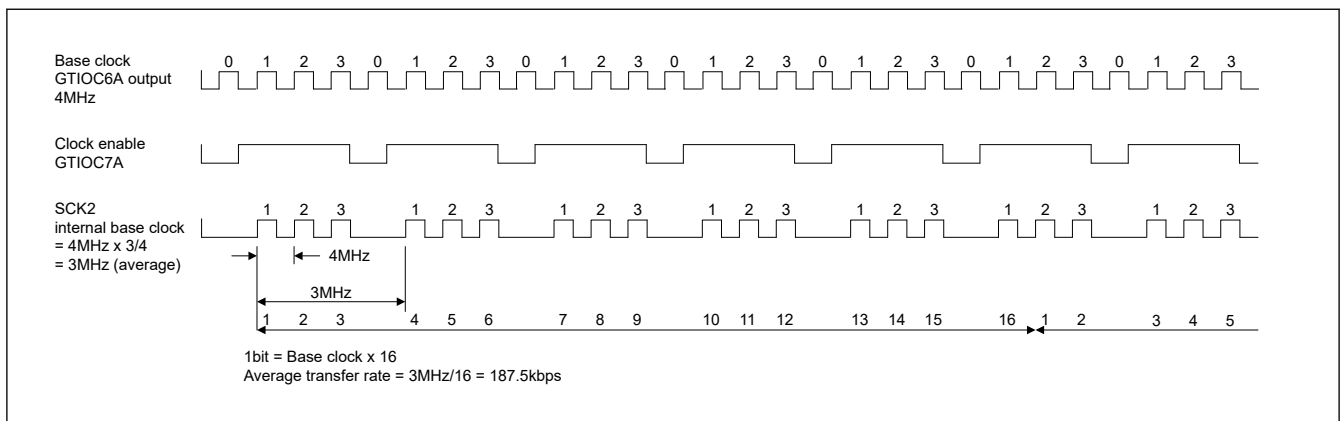 Base clock
GTIOC6A output
4MHz
0 1 2 3 0 1 2 3 0 1 2 3 0 1 2 3 0 1 2 3 0 1 2 3 0 1 2 3
Clock enable
GTIOC7A
SCK2
internal base clock
= 4MHz x 3/4
= 3MHz (average)
1 2 3 1 2 3 1 2 3 1 2 3 1 2 3 1 2 3 1 2 3
4MHz
3MHz
1 2 3 4 5 6 7 8 9 10 11 12 13 14 15 16 1 2 3 4 5
1bit = Base clock x 16
Average transfer rate = 3MHz/16 = 187.5kbps